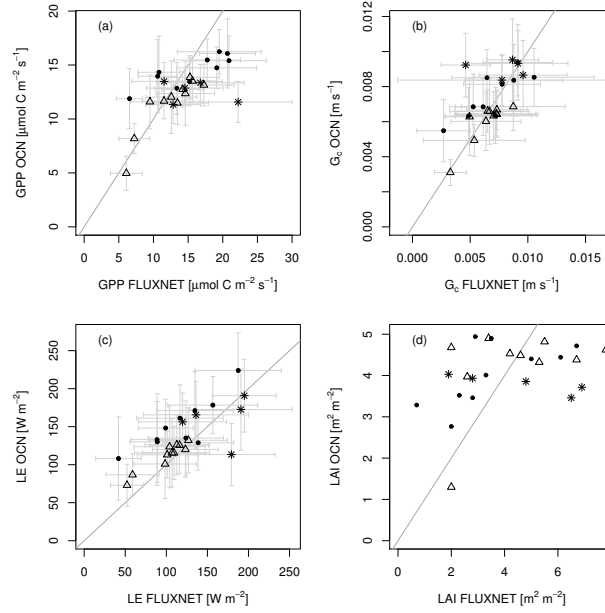 (a)
20
15
10
5
0
GPP OCN [μmol C m⁻² s⁻¹]
0 5 10 15 20 25 30
GPP FLUXNET [μmol C m⁻² s⁻¹]
(b)
0.012
0.008
0.004
0.000
G_c OCN [m s⁻¹]
0.000 0.005 0.010 0.015
G_c FLUXNET [m s⁻¹]
(c)
250
200
150
100
50
0
LE OCN [W m⁻²]
0 50 100 150 200 250
LE FLUXNET [W m⁻²]
(d)
5
4
3
2
1
0
LAI OCN [m² m⁻²]
0 2 4 6
LAI FLUXNET [m² m⁻²]